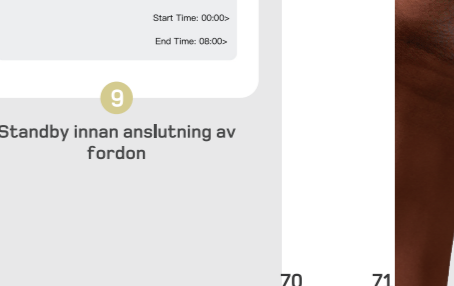 Start Time: 00:00>
End Time: 08:00>
9
Standby innan anslutning av
fordon
70
71